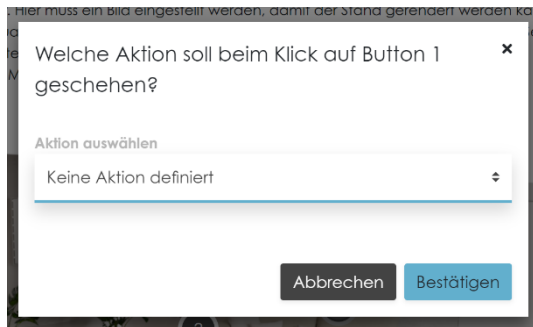 . Hier muss ein Bild eingestellt werden, damit der Stand gerendert werden ka
Welche Aktion soll beim Klick auf Button 1
geschehen?
Aktion auswählen
Keine Aktion definiert
Abbrechen Bestätigen